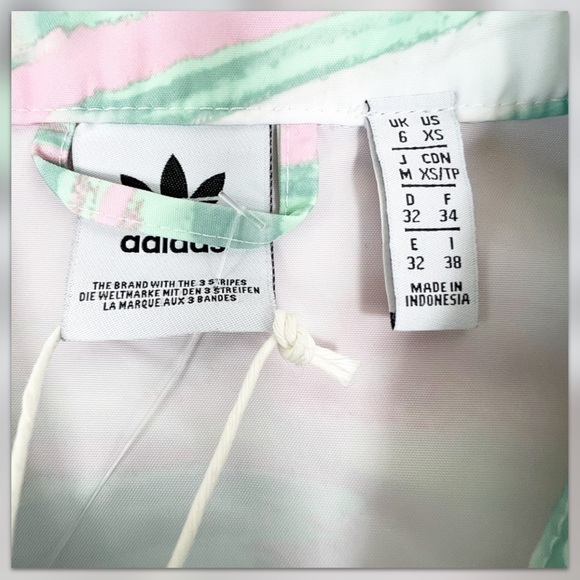 adidas
THE BRAND WITH THE 3 STRIPES
DIE WELTMARKE MIT DEN 3 STREIFEN
LA MARQUE AUX 3 BANDES
UK US
6 XS
J CDN
M XS/TP
D F
32 34
E I
32 38
MADE IN
INDONESIA